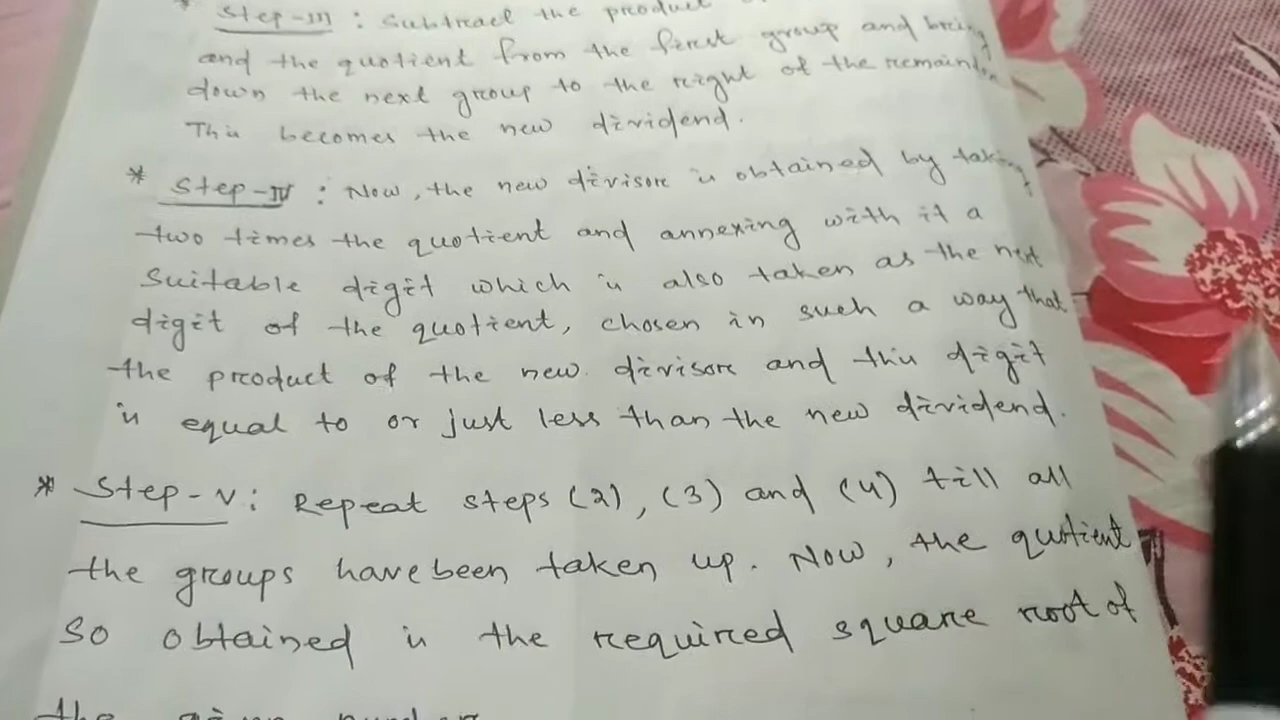 * Step-III : Subtract the product
and the quotient from the first group and bring
down the next group to the right of the remainder
This becomes the new dividend.
* Step-IV : Now, the new divisor is obtained by taking
two times the quotient and annexing with it a
suitable digit which is also taken as the next
digit of the quotient, chosen in such a way that
the product of the new divisor and this digit
is equal to or just less than the new dividend.
* Step-V : Repeat steps (2), (3) and (4) till all
the groups have been taken up. Now, the quotient
so obtained is the required square root of
the given number